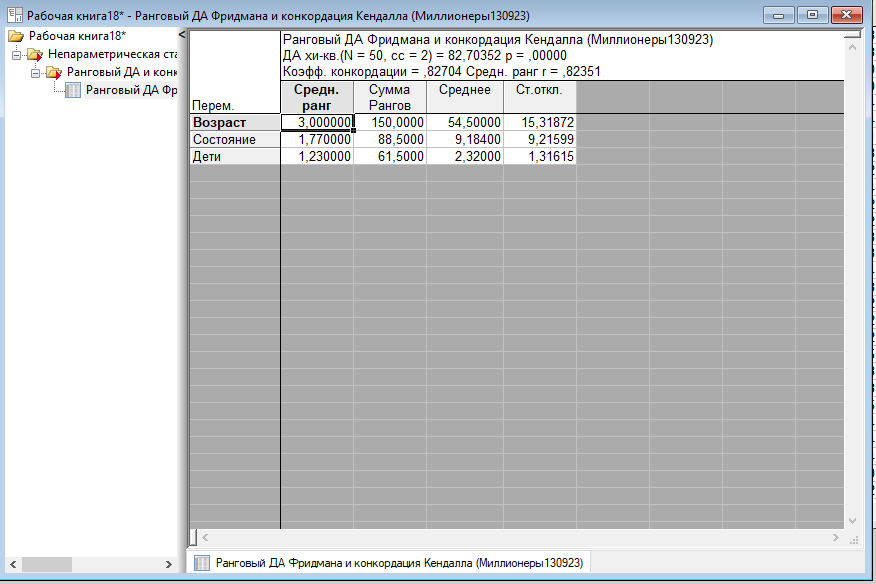 Рабочая книга18* - Ранговый ДА Фридмана и конкордация Кендалла (Миллионеры130923)
Рабочая книга18*
Непараметрическая ста
Ранговый ДА и конк
Ранговый ДА Фр
Ранговый ДА Фридмана и конкордация Кендалла (Миллионеры130923)
ДА хи-кв.(N = 50, сс = 2) = 82,70352 p = ,00000
Коэфф. конкордации = ,82704 Средн. ранг r = ,82351
Перем. Средн. ранг Сумма Рангов Среднее Ст.откл.
Возраст 3,000000 150,0000 54,50000 15,31872
Состояние 1,770000 88,5000 9,18400 9,21599
Дети 1,230000 61,5000 2,32000 1,31615
Ранговый ДА Фридмана и конкордация Кендалла (Миллионеры130923)